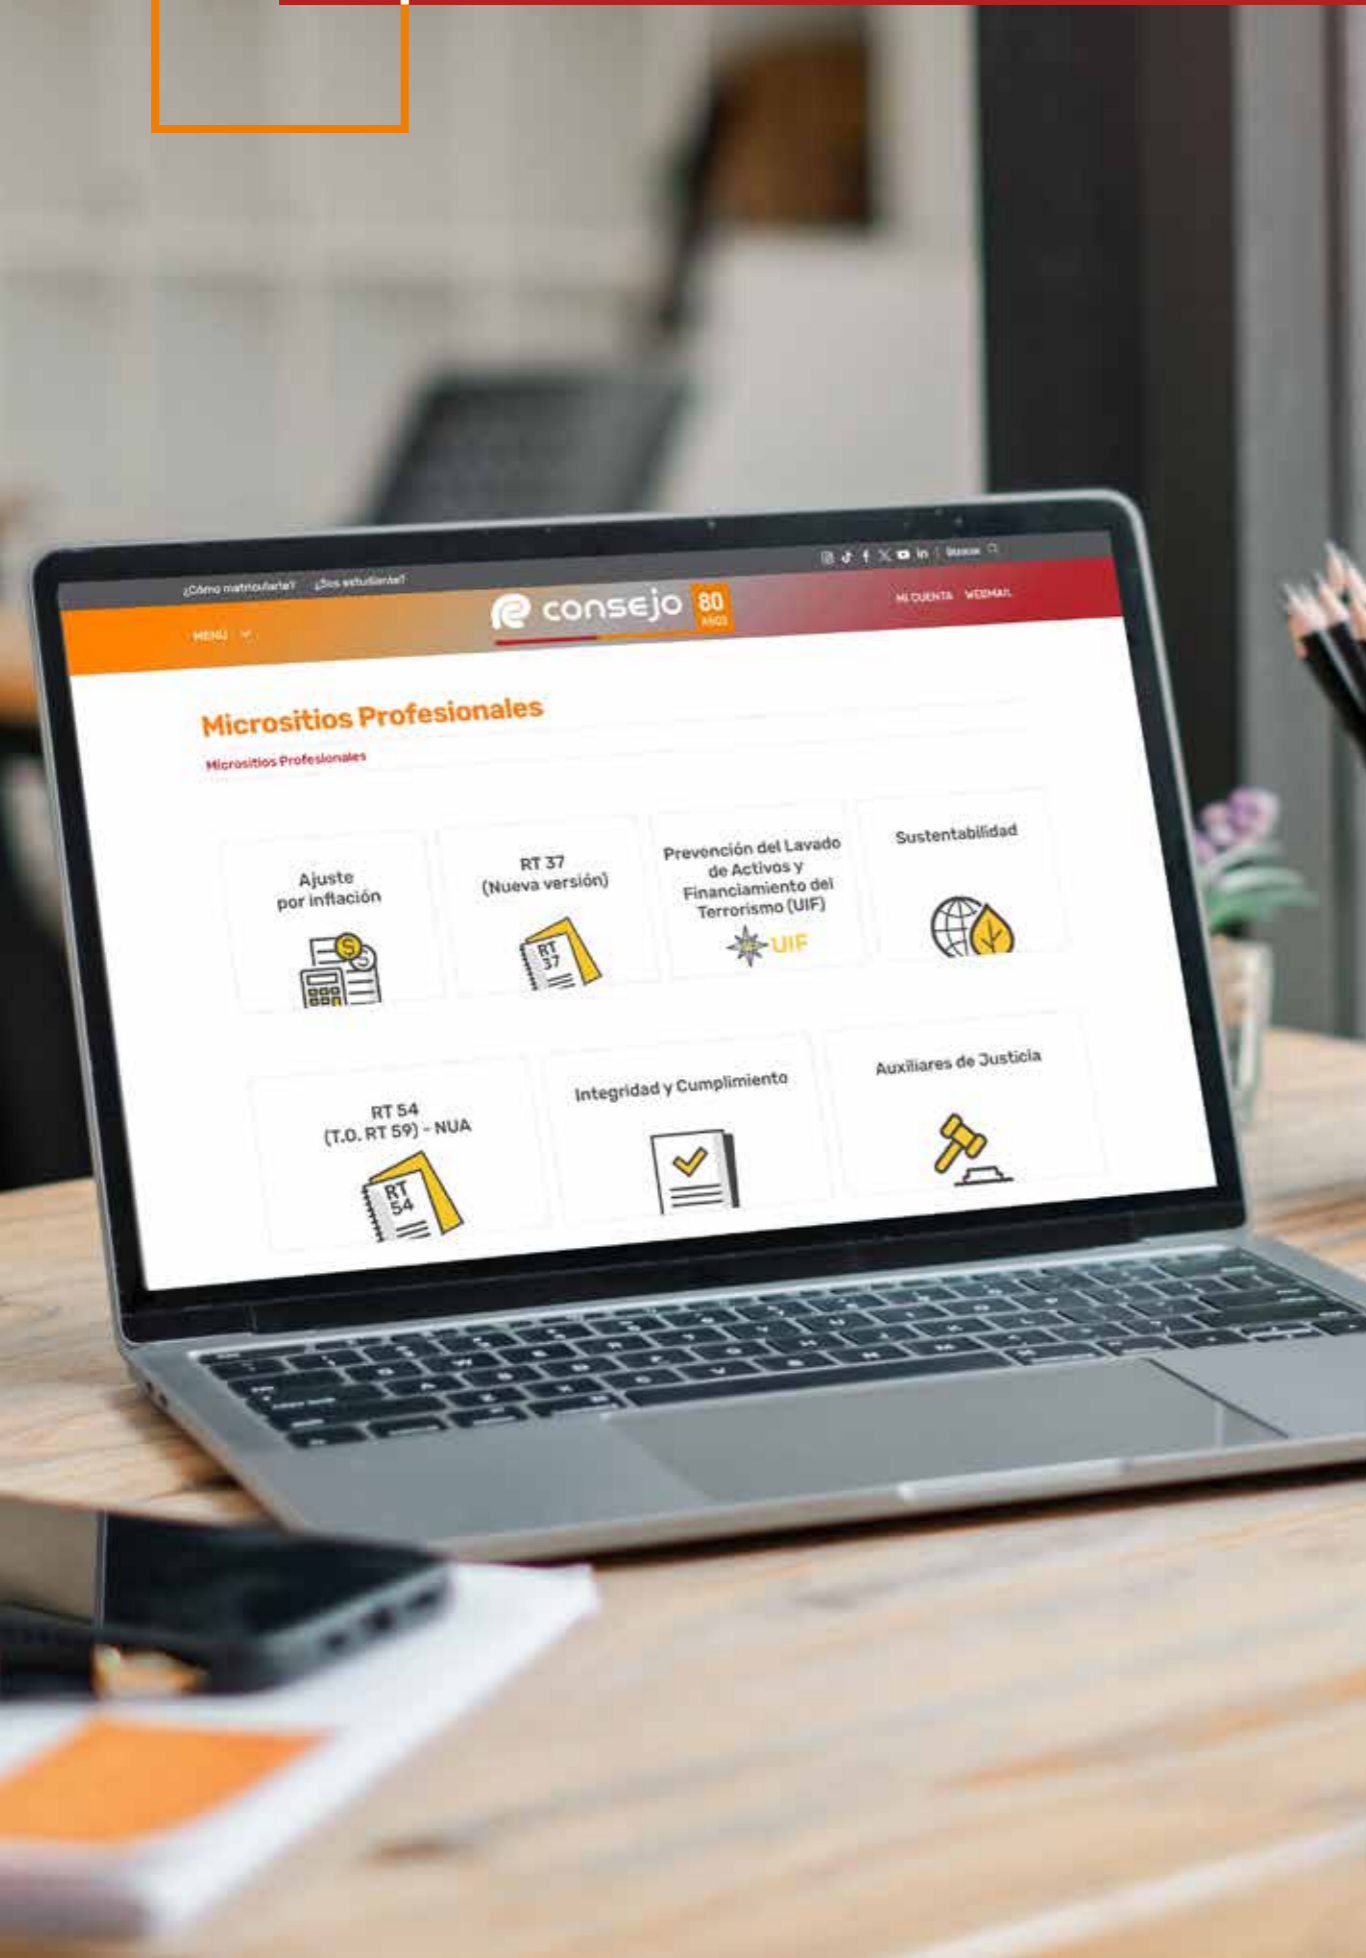 ¿Cómo matricularte? ¿Sos estudiante?
Buscar
MENÚ
consejo 80
AÑOS
MI CUENTA WEBMAIL
Micrositios Profesionales
Micrositios Profesionales
Ajuste
por inflación
RT 37
(Nueva versión)
RT
37
Prevención del Lavado
de Activos y
Financiamiento del
Terrorismo (UIF)
UIF
Sustentabilidad
RT 54
(T.O. RT 59) - NUA
RT
54
Integridad y Cumplimiento
Auxiliares de Justicia